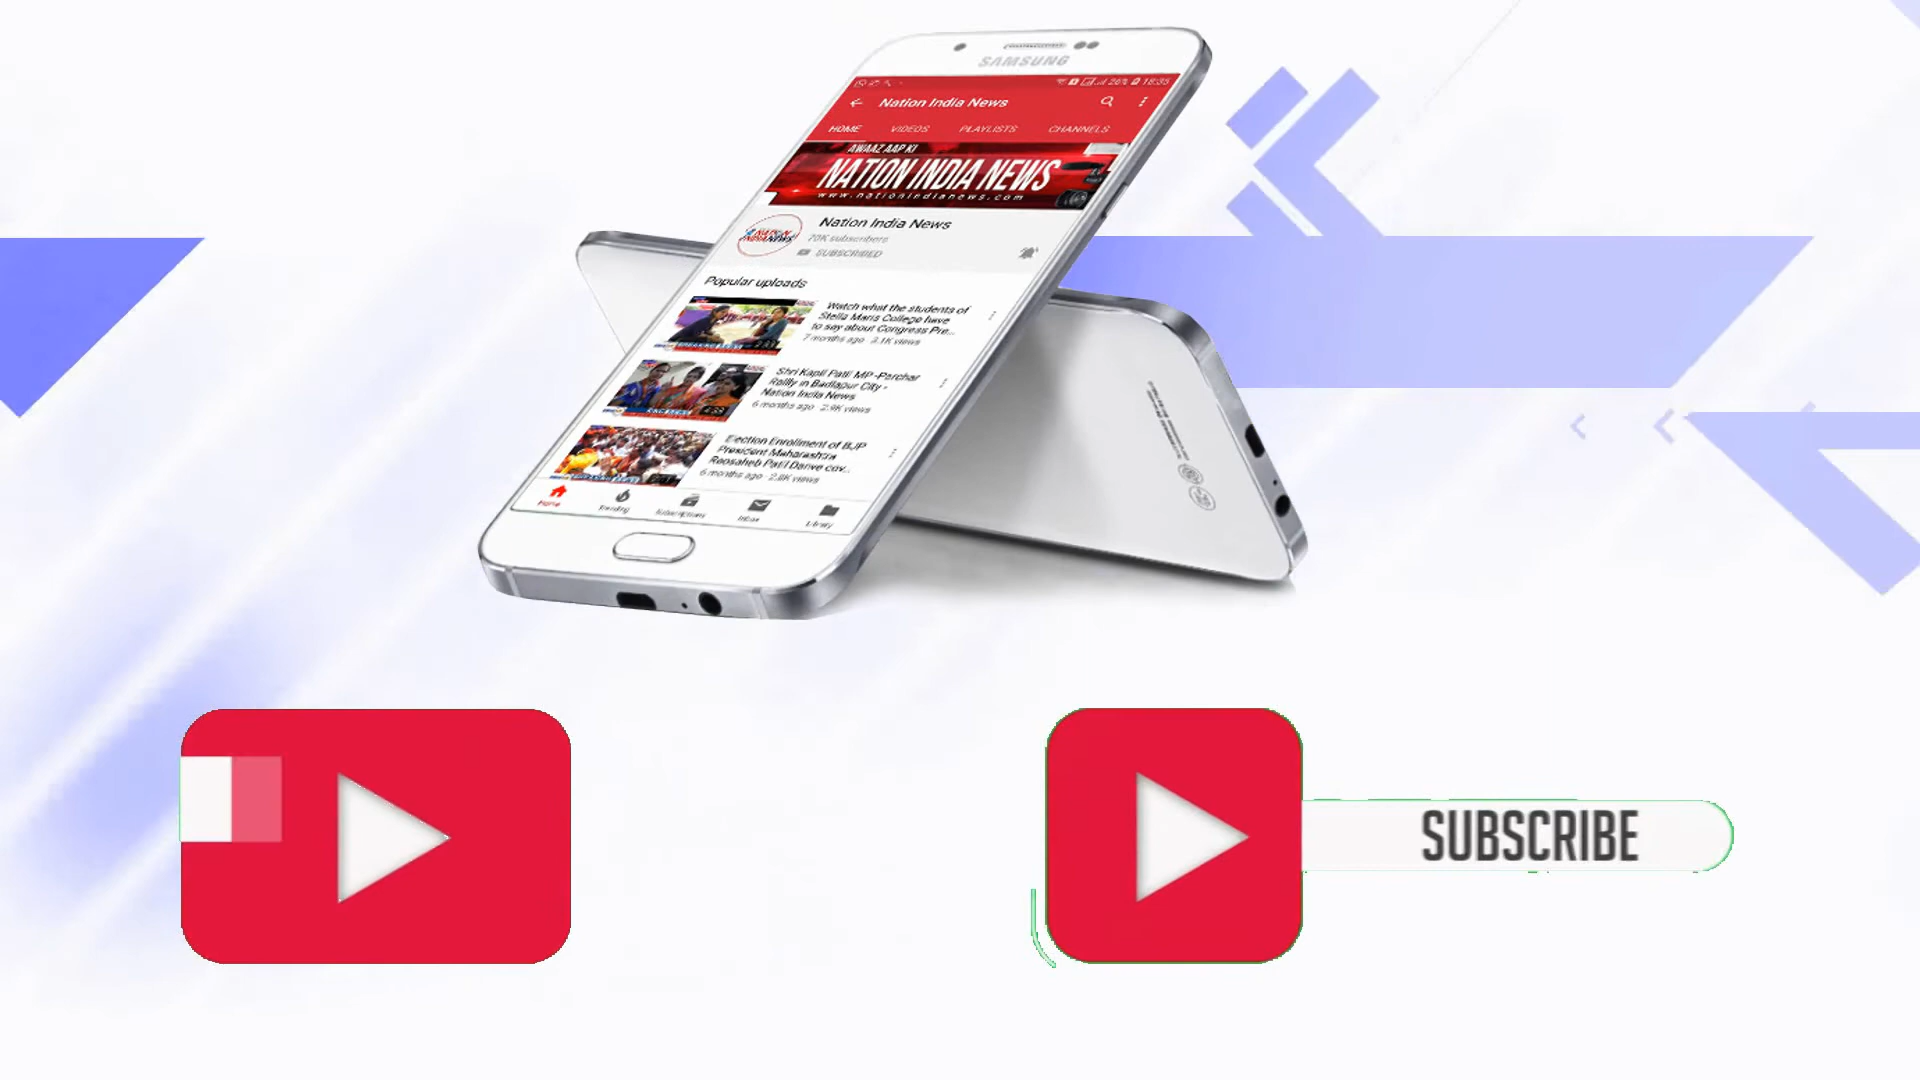 SAMSUNG
26% 18:35
Nation India News
HOME VIDEOS PLAYLISTS CHANNELS
AWAAZ AAP KI
NATION INDIA NEWS
www.nationindianews.com
Nation India News
70K subscribers
SUBSCRIBED
Popular uploads
Watch what the students of
Stella Maris College have
to say about Congress Pre...
7 months ago · 3.1K views
Shri Kapil Patil MP -Parchar
Railly in Badlapur City -
Nation India News
6 months ago · 2.9K views
Election Enrollment of BJP
President Maharashtra
Raosaheb Patil Danve cov...
6 months ago · 2.8K views
Home Trending Subscriptions Inbox Library
SUBSCRIBE